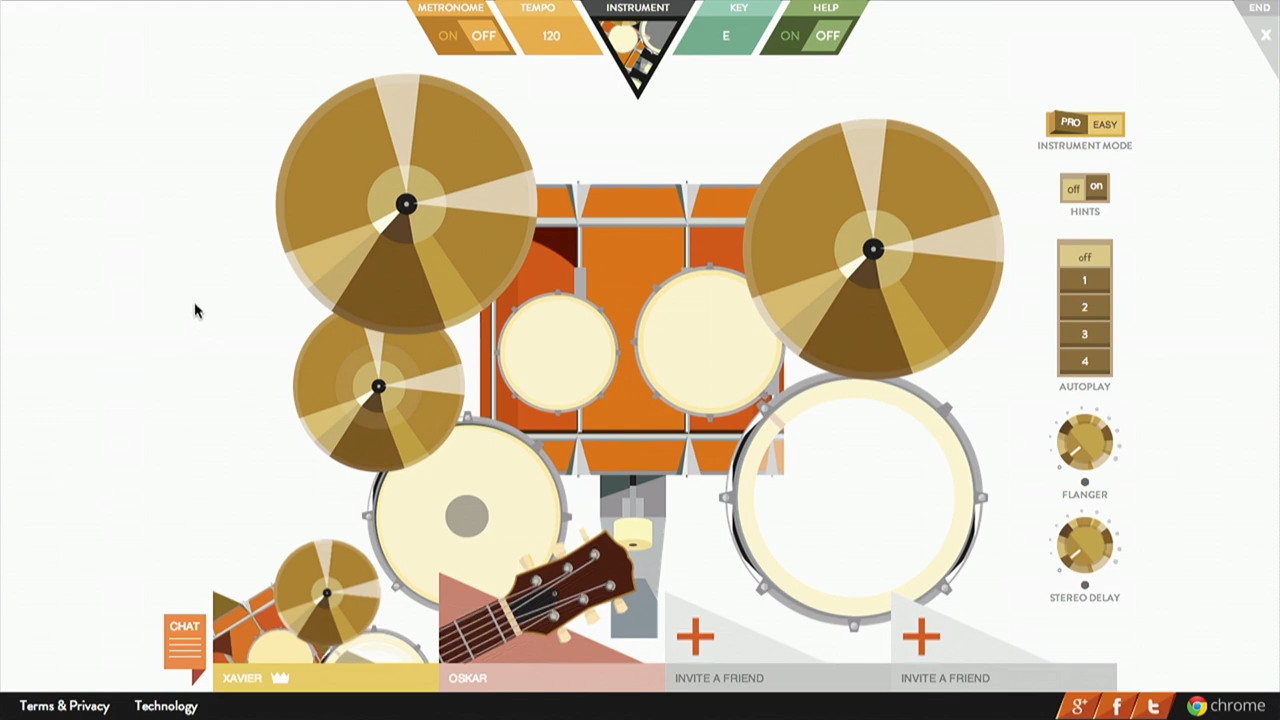 METRONOME
ON OFF
TEMPO
120
INSTRUMENT
KEY
E
HELP
ON OFF
END
X
PRO EASY
INSTRUMENT MODE
off on
HINTS
off
1
2
3
4
AUTOPLAY
FLANGER
STEREO DELAY
CHAT
XAVIER
OSKAR
INVITE A FRIEND
INVITE A FRIEND
Terms & Privacy
Technology
g+
f
chrome